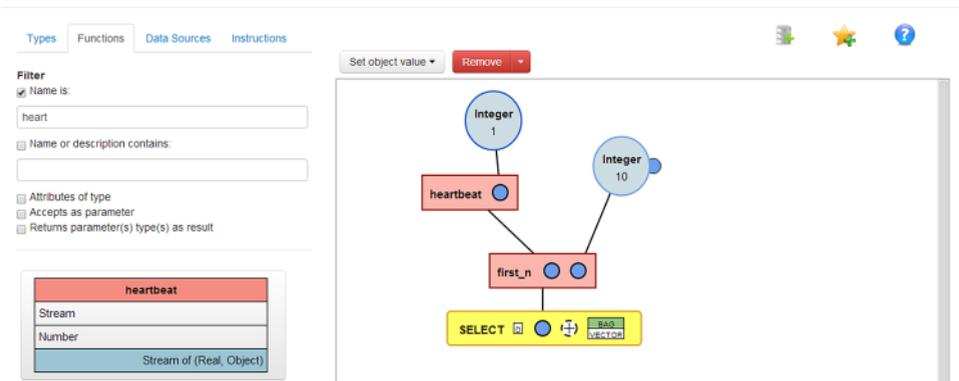 Types Functions Data Sources Instructions
Filter
Name is:
heart
Name or description contains:
Attributes of type
Accepts as parameter
Returns parameter(s) type(s) as result
heartbeat
Stream
Number
Stream of (Real, Object)
Set object value Remove
Integer
1
Integer
10
heartbeat
first_n
SELECT
BAG
VECTOR